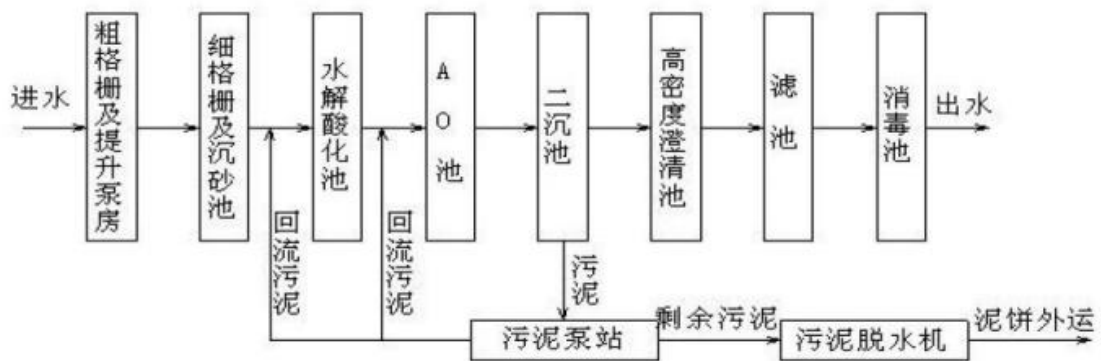 进水
粗格栅及提升泵房
细格栅及沉砂池
水解酸化池
AO池
二沉池
高密度澄清池
滤池
消毒池
出水
回流污泥
回流污泥
污泥
污泥泵站
剩余污泥
污泥脱水机
泥饼外运